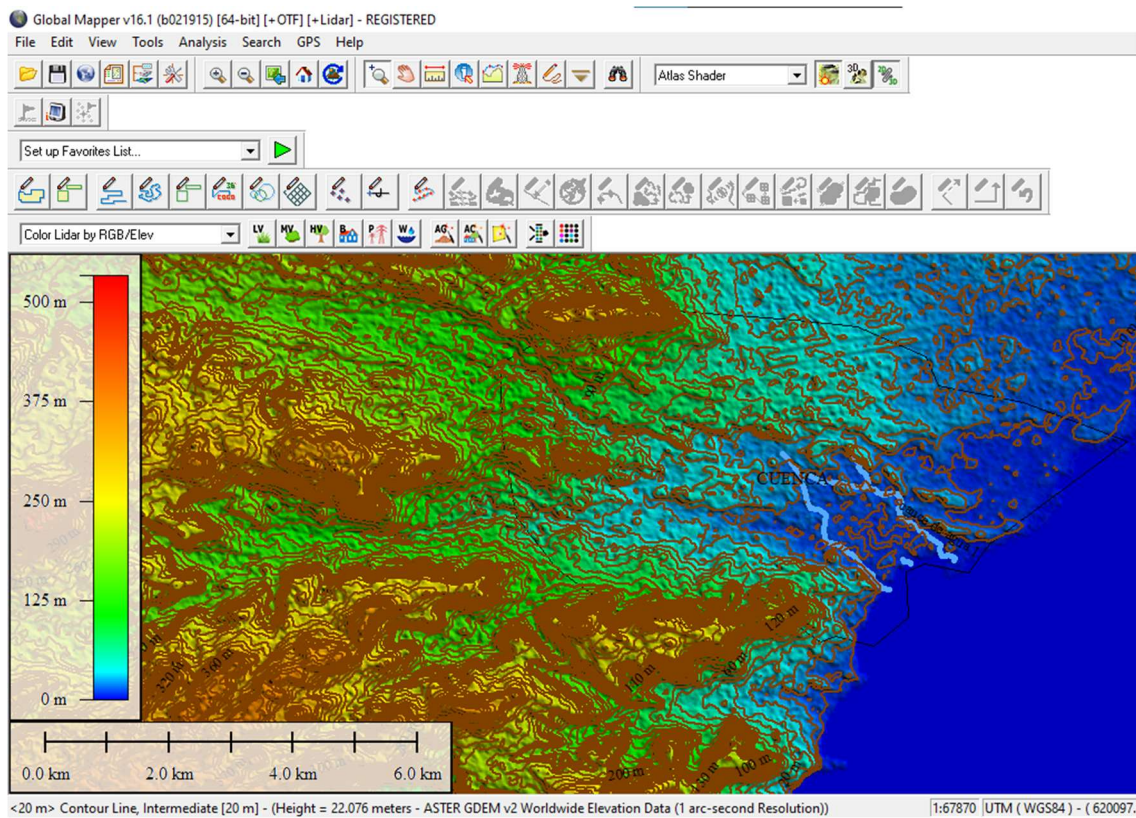 Global Mapper v16.1 (b021915) [64-bit] [+OTF] [+Lidar] - REGISTERED
File Edit View Tools Analysis Search GPS Help
Atlas Shader
Set up Favorites List...
Color Lidar by RGB/Elev
LV MV HV B P W AG AC
500 m
375 m
250 m
125 m
0 m
CUENCA
120 m
60 m
110 m
360 m
320 m
200 m
150 m
100 m
0.0 km 2.0 km 4.0 km 6.0 km
<20 m> Contour Line, Intermediate [20 m] - (Height = 22.076 meters - ASTER GDEM v2 Worldwide Elevation Data (1 arc-second Resolution))
1:67870 UTM ( WGS84 ) - ( 620097.